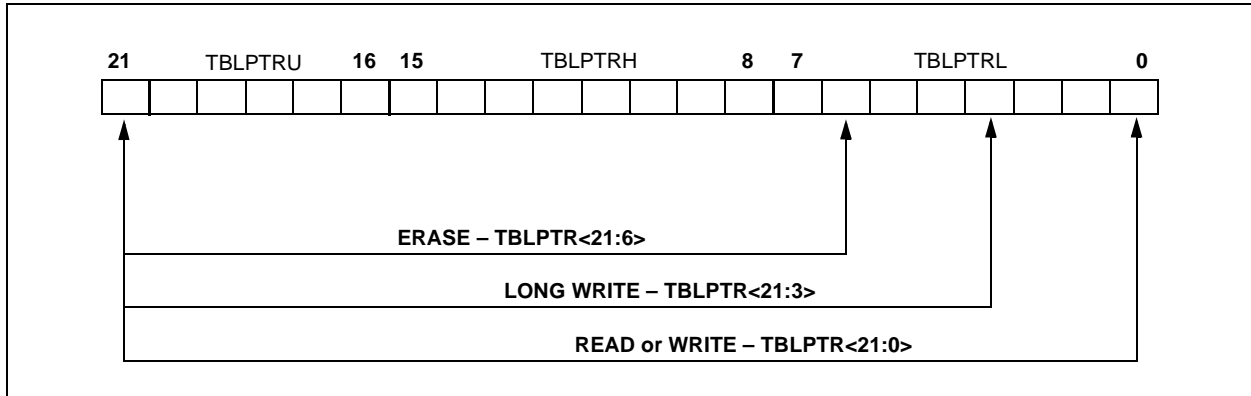 21 TBLPTRU 16 15 TBLPTRH 8 7 TBLPTRL 0
ERASE – TBLPTR<21:6>
LONG WRITE – TBLPTR<21:3>
READ or WRITE – TBLPTR<21:0>